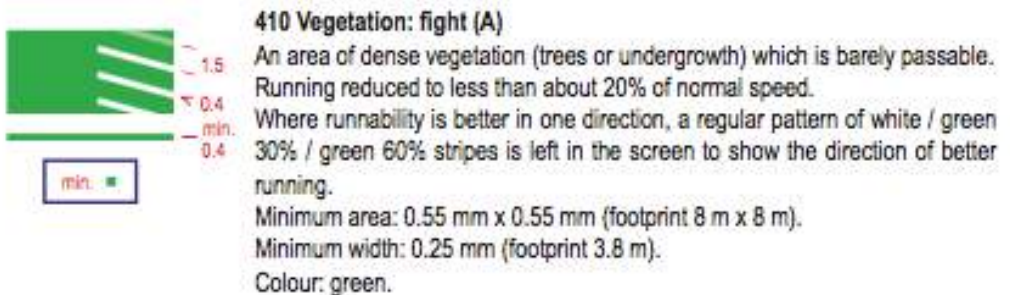 410 Vegetation: fight (A)
An area of dense vegetation (trees or undergrowth) which is barely passable.
Running reduced to less than about 20% of normal speed.
Where runnability is better in one direction, a regular pattern of white / green
30% / green 60% stripes is left in the screen to show the direction of better
running.
Minimum area: 0.55 mm x 0.55 mm (footprint 8 m x 8 m).
Minimum width: 0.25 mm (footprint 3.8 m).
Colour: green.
1.5
0.4
min.
0.4
min.